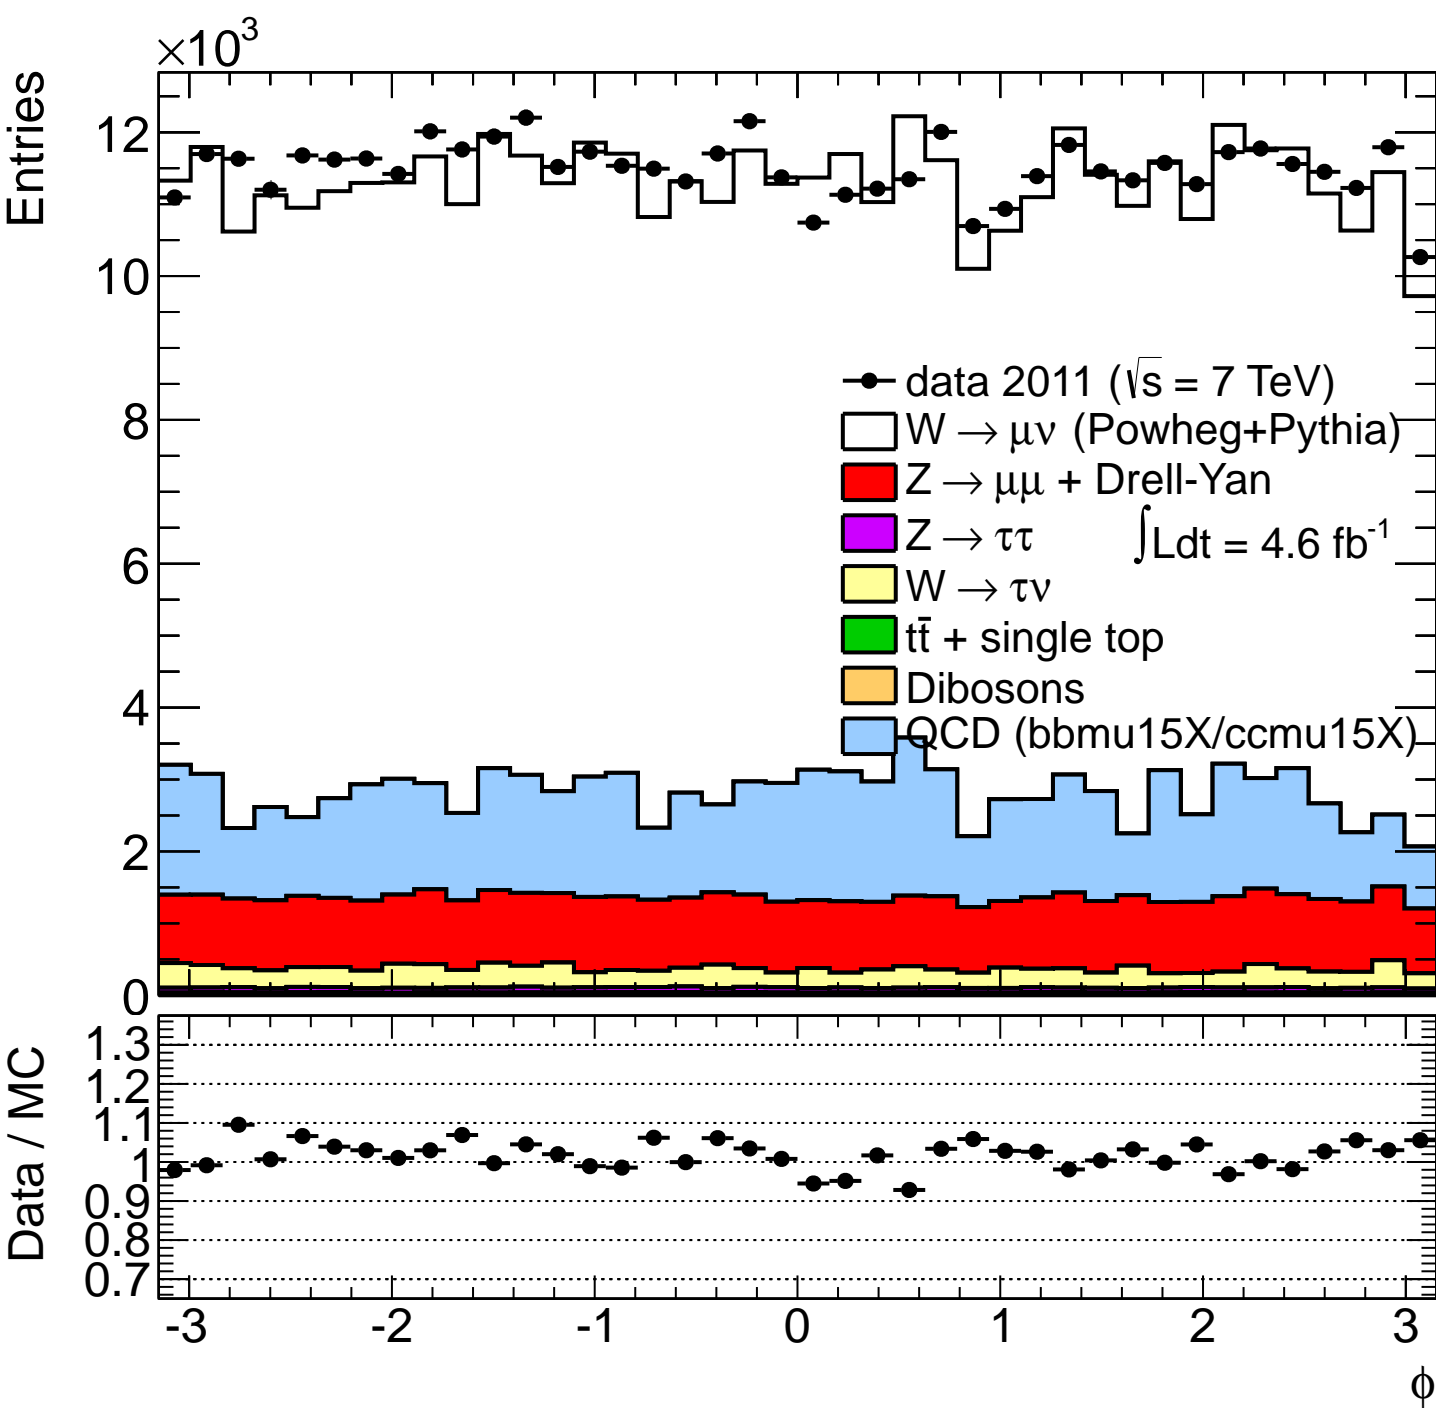 ×10³
Entries
12
10
8
6
4
2
0
data 2011 (√s = 7 TeV)
W → μν (Powheg+Pythia)
Z → μμ + Drell-Yan
Z → ττ
∫Ldt = 4.6 fb⁻¹
W → τν
tt̄ + single top
Dibosons
QCD (bbmu15X/ccmu15X)
Data / MC
1.3
1.2
1.1
1
0.9
0.8
0.7
-3 -2 -1 0 1 2 3
ϕ